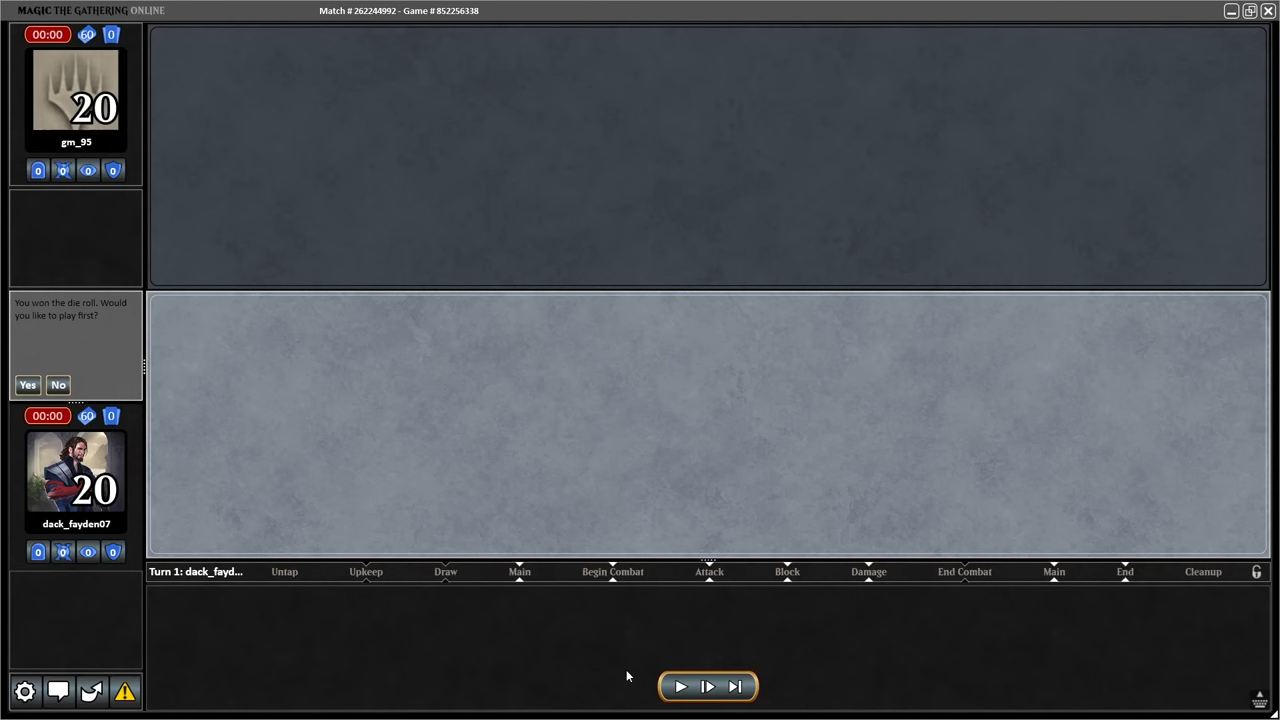 MAGIC THE GATHERING ONLINE
Match # 262244992 - Game # 852256338
00:00 60 0
20
gm_95
0 0 0 0
You won the die roll. Would
you like to play first?
Yes No
00:00 60 0
20
dack_fayden07
0 0 0 0
Turn 1: dack_fayd... Untap Upkeep Draw Main Begin Combat Attack Block Damage End Combat Main End Cleanup